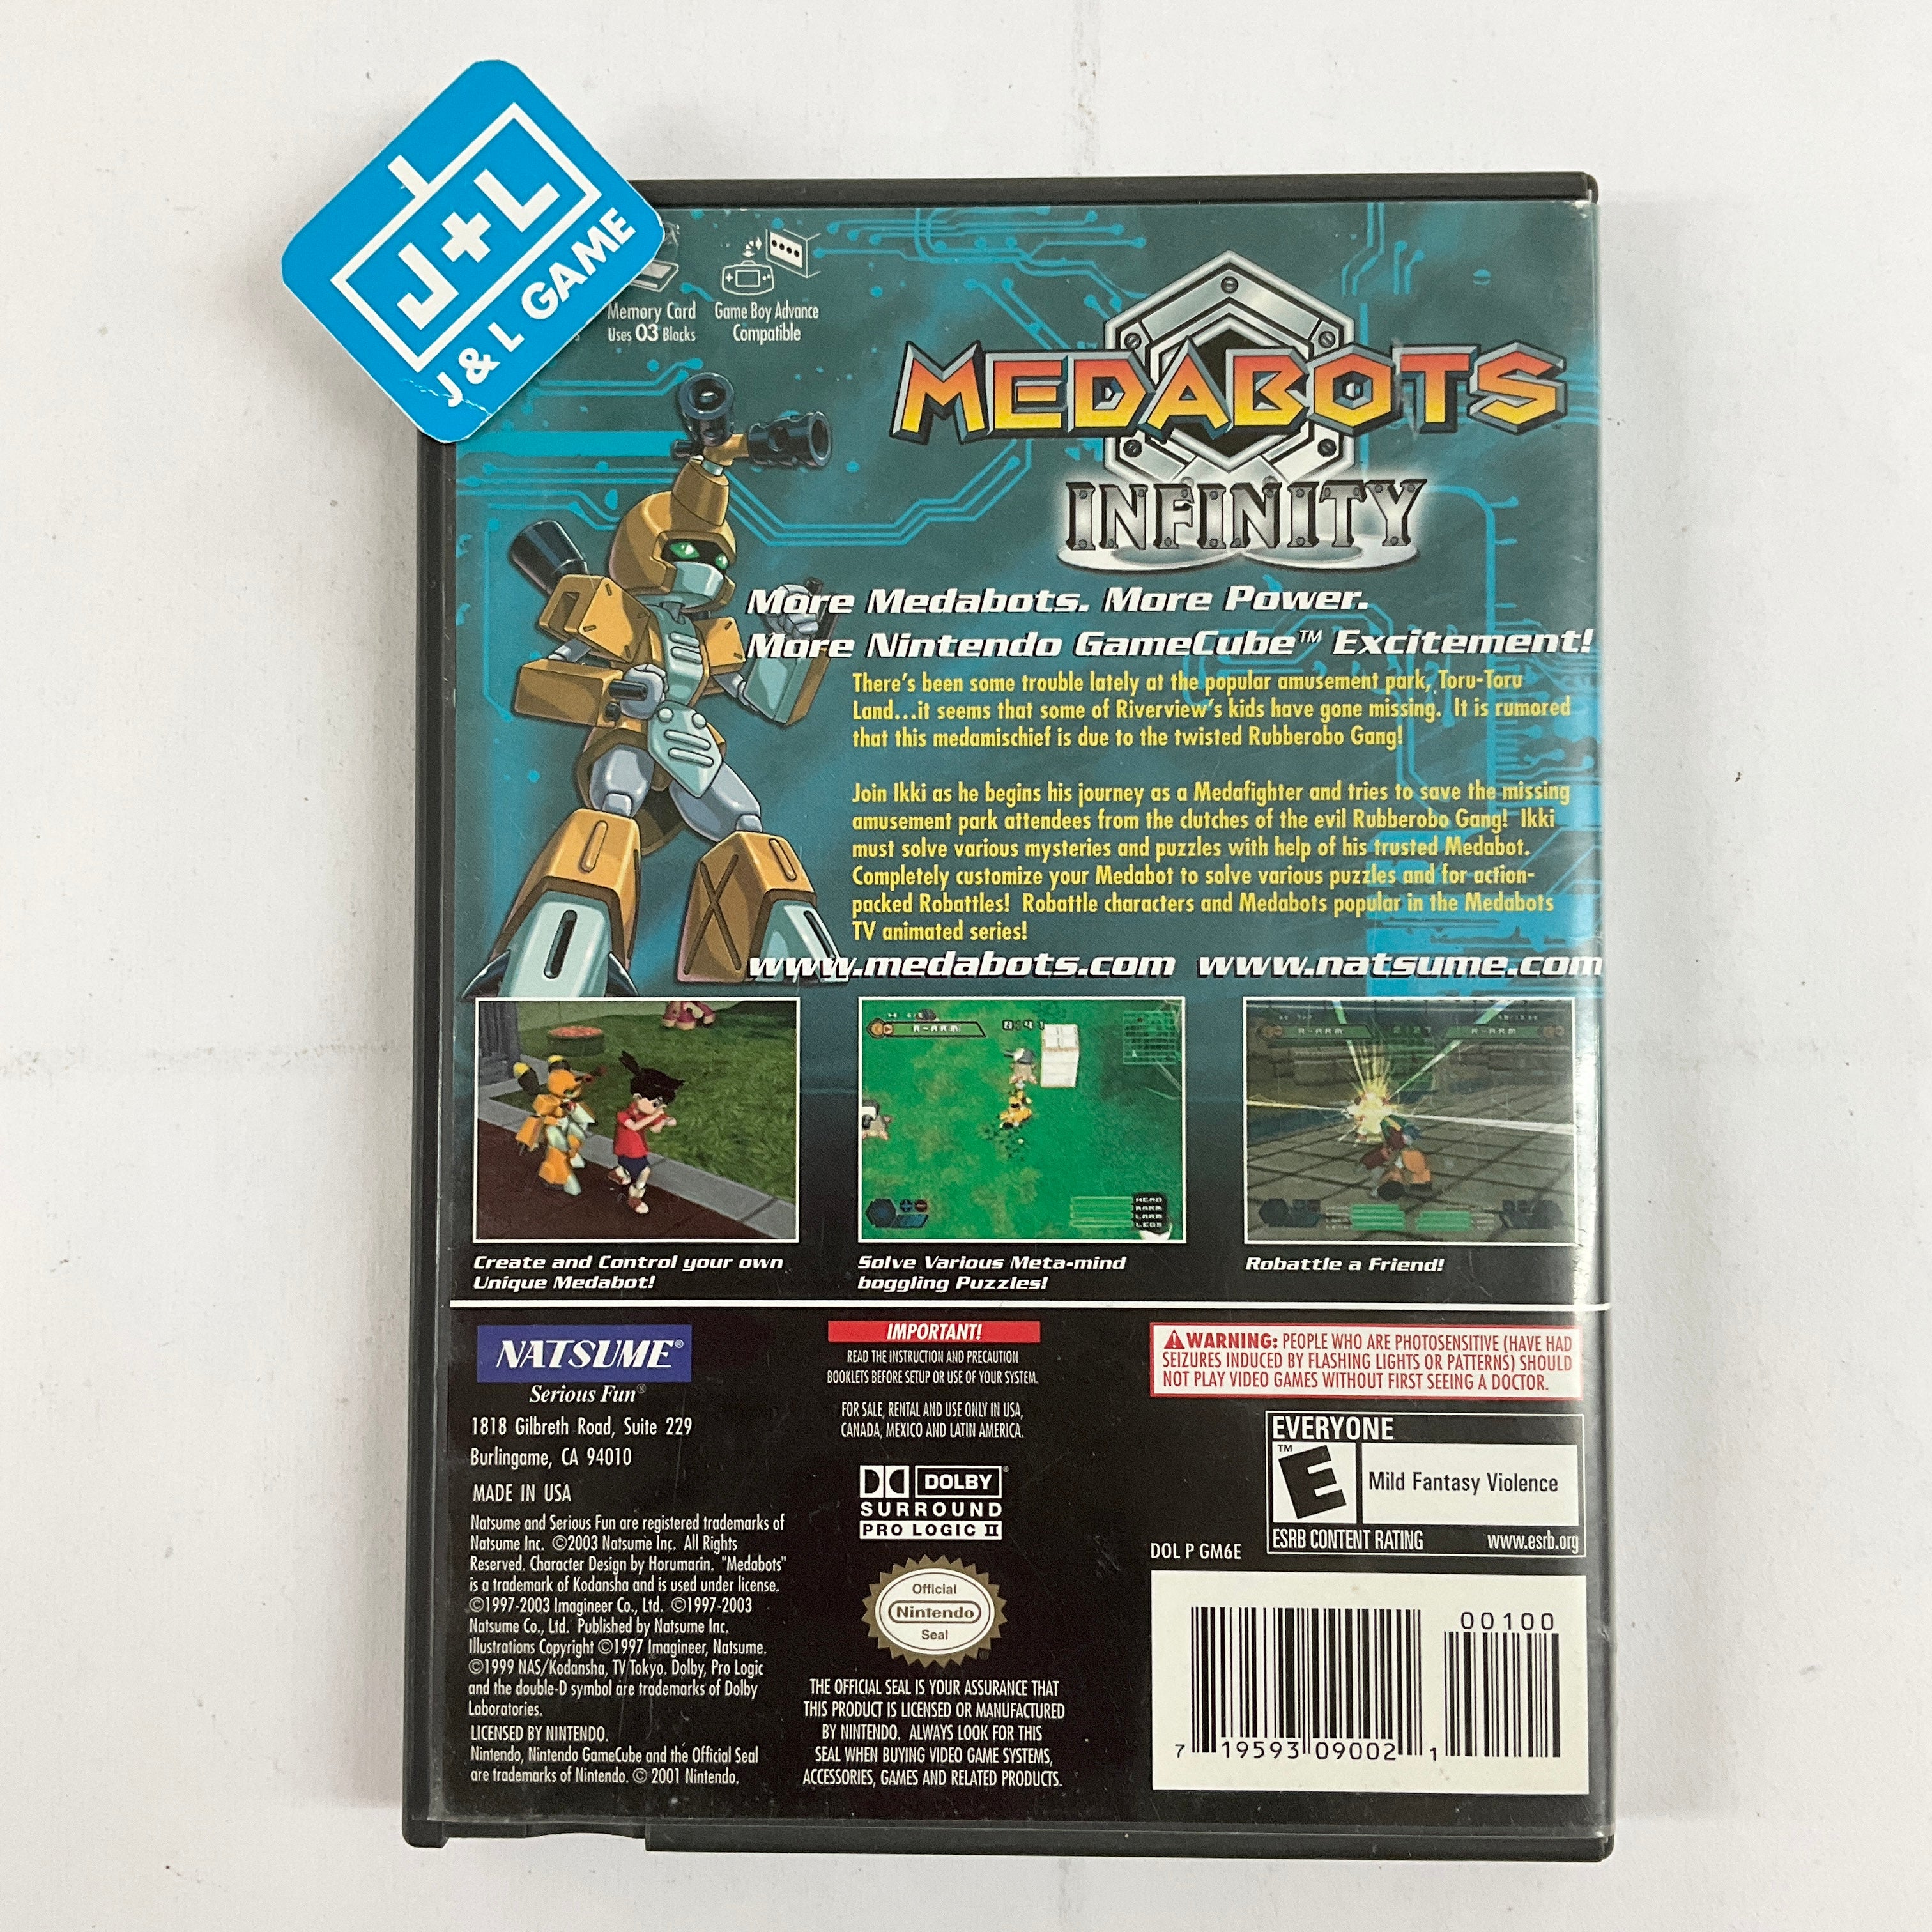 J+L
J & L GAME
Memory Card
Uses 03 Blocks
Game Boy Advance
Compatible
MEDABOTS
INFINITY
More Medabots. More Power.
More Nintendo GameCube™ Excitement!
There's been some trouble lately at the popular amusement park, Toru-Toru
Land...it seems that some of Riverview's kids have gone missing. It is rumored
that this medamischief is due to the twisted Rubberobo Gang!
Join Ikki as he begins his journey as a Medafighter and tries to save the missing
amusement park attendees from the clutches of the evil Rubberobo Gang! Ikki
must solve various mysteries and puzzles with help of his trusted Medabot.
Completely customize your Medabot to solve various puzzles and for action-
packed Robattles! Robattle characters and Medabots popular in the Medabots
TV animated series!
www.medabots.com www.natsume.com
R-ARM
0:41
HEAD
RARM
LARM
LEGS
R-ARM
2:27
R-ARM
Create and Control your own
Unique Medabot!
Solve Various Meta-mind
boggling Puzzles!
Robattle a Friend!
NATSUME®
Serious Fun®
1818 Gilbreth Road, Suite 229
Burlingame, CA 94010
MADE IN USA
Natsume and Serious Fun are registered trademarks of
Natsume Inc. ©2003 Natsume Inc. All Rights
Reserved. Character Design by Horumarin. "Medabots"
is a trademark of Kodansha and is used under license.
©1997-2003 Imagineer Co., Ltd. ©1997-2003
Natsume Co., Ltd. Published by Natsume Inc.
Illustrations Copyright ©1997 Imagineer, Natsume.
©1999 NAS/Kodansha, TV Tokyo. Dolby, Pro Logic
and the double-D symbol are trademarks of Dolby
Laboratories.
LICENSED BY NINTENDO.
Nintendo, Nintendo GameCube and the Official Seal
are trademarks of Nintendo. © 2001 Nintendo.
IMPORTANT!
READ THE INSTRUCTION AND PRECAUTION
BOOKLETS BEFORE SETUP OR USE OF YOUR SYSTEM.
FOR SALE, RENTAL AND USE ONLY IN USA,
CANADA, MEXICO AND LATIN AMERICA.
DOLBY®
SURROUND
PRO LOGIC II
Official
Nintendo
Seal
®
THE OFFICIAL SEAL IS YOUR ASSURANCE THAT
THIS PRODUCT IS LICENSED OR MANUFACTURED
BY NINTENDO. ALWAYS LOOK FOR THIS
SEAL WHEN BUYING VIDEO GAME SYSTEMS,
ACCESSORIES, GAMES AND RELATED PRODUCTS.
WARNING: PEOPLE WHO ARE PHOTOSENSITIVE (HAVE HAD
SEIZURES INDUCED BY FLASHING LIGHTS OR PATTERNS) SHOULD
NOT PLAY VIDEO GAMES WITHOUT FIRST SEEING A DOCTOR.
EVERYONE
™
E
Mild Fantasy Violence
ESRB CONTENT RATING www.esrb.org
DOL P GM6E
00100
7 19593 09002 1